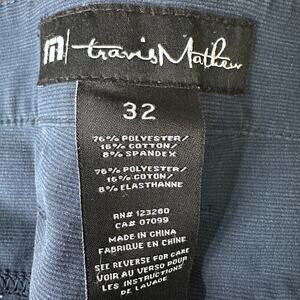 m travisMathew
32
76% POLYESTER/
16% COTTON/
8% SPANDEX
76% POLYESTER/
16% COTON/
8% ELASTHANNE
RN# 123260
CA# 07099
MADE IN CHINA
FABRIQUÉ EN CHINE
SEE REVERSE FOR CARE
VOIR AU VERSO POUR
LES INSTRUCTIONS
DE LAVAGE